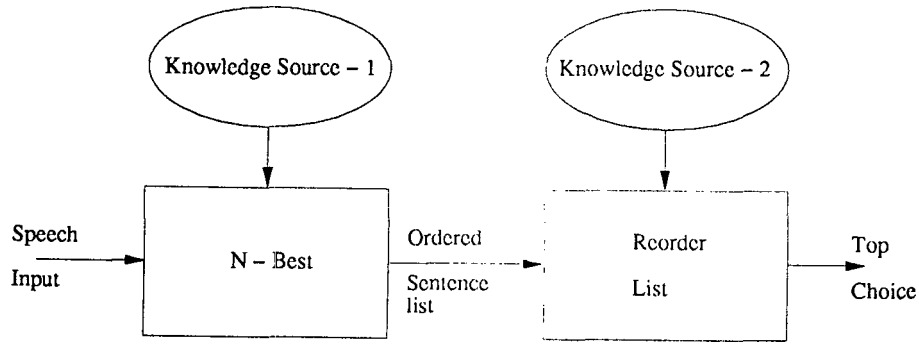 Knowledge Source - 1
Knowledge Source - 2
Speech
Input
N - Best
Ordered
Sentence
list
Reorder
List
Top
Choice